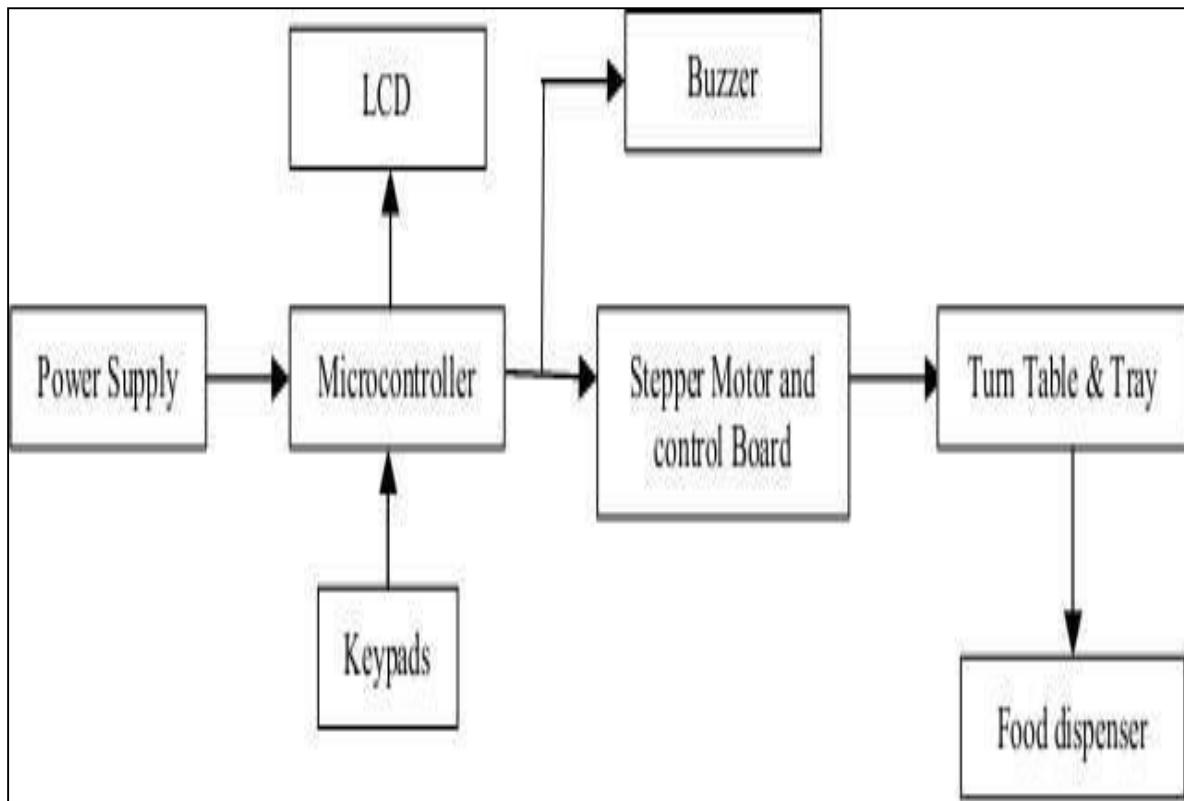 LCD
Buzzer
Power Supply
Microcontroller
Stepper Motor and
control Board
Turn Table & Tray
Keypads
Food dispenser